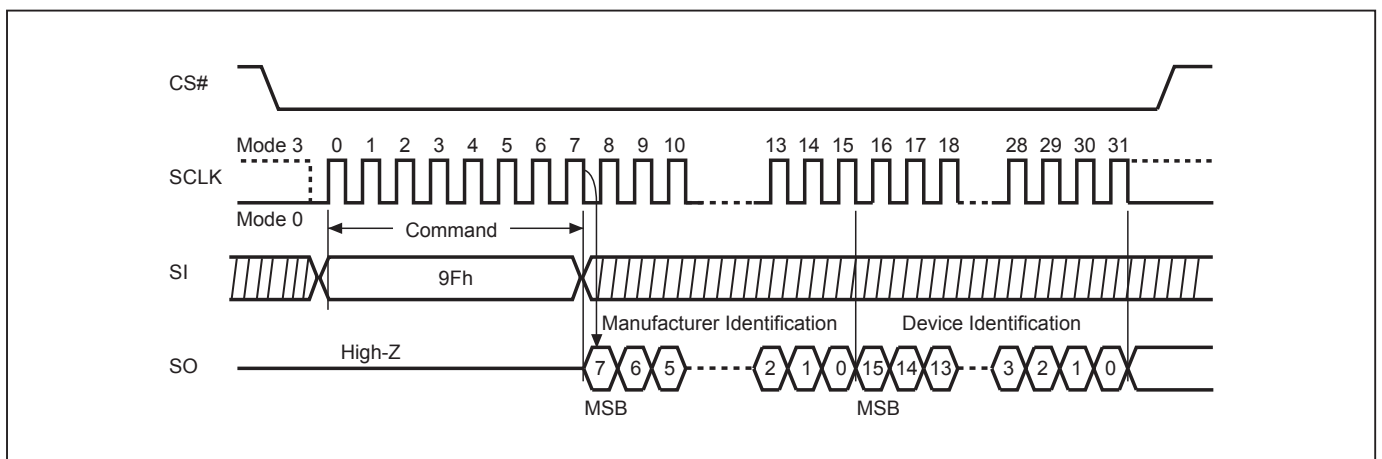 CS#
Mode 3 0 1 2 3 4 5 6 7 8 9 10 13 14 15 16 17 18 28 29 30 31
SCLK
Mode 0
Command
SI
9Fh
Manufacturer Identification Device Identification
High-Z
SO
7 6 5 2 1 0 15 14 13 3 2 1 0
MSB MSB